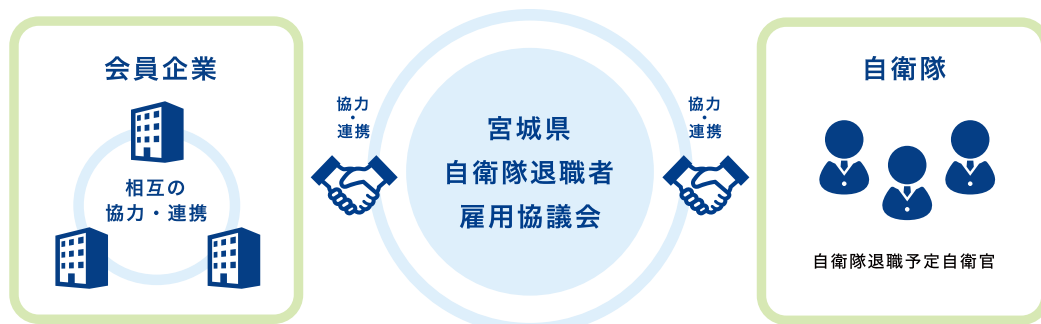 会員企業
相互の
協力・連携
協力
・
連携
宮城県
自衛隊退職者
雇用協議会
協力
・
連携
自衛隊
自衛隊退職予定自衛官